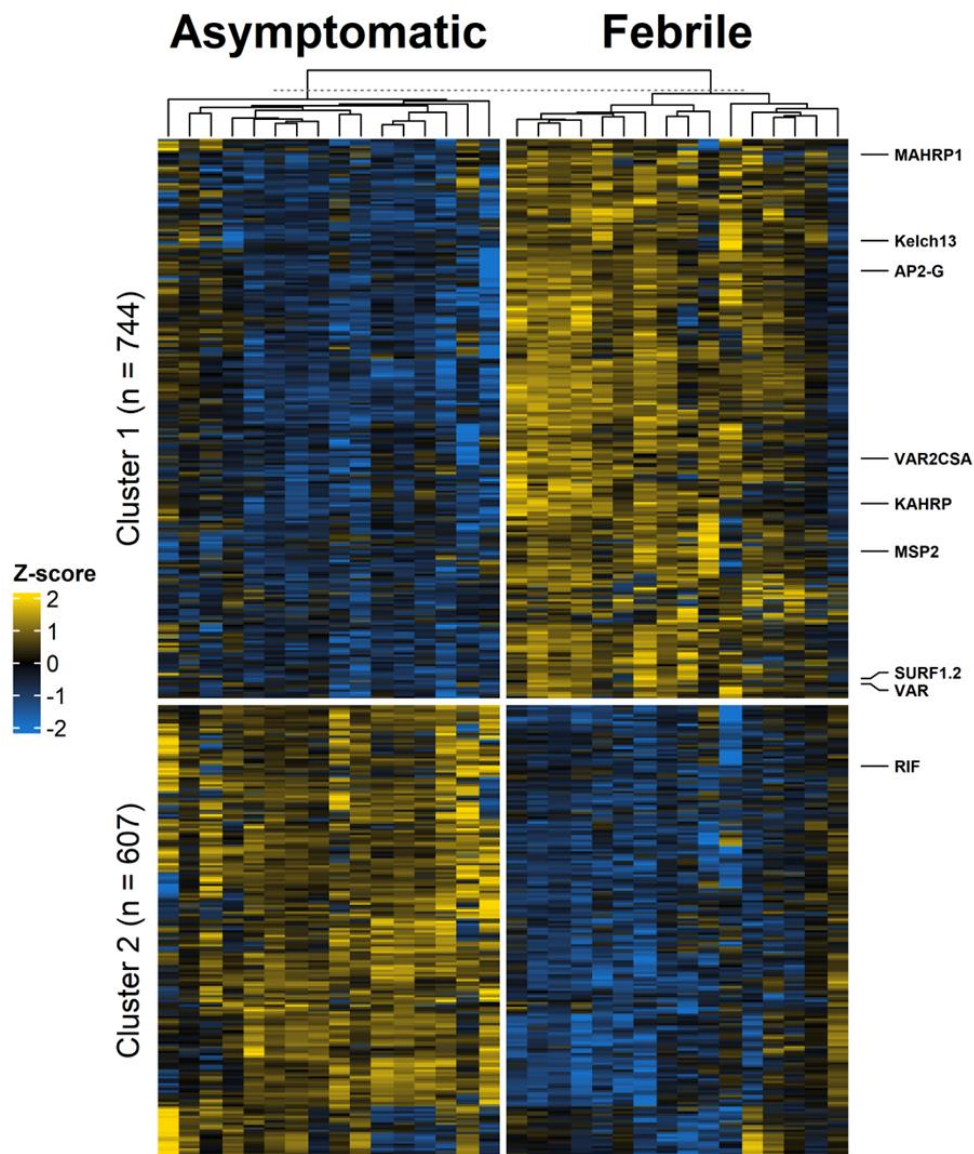 Asymptomatic Febrile
MAHRP1
Kelch13
AP2-G
Cluster 1 (n = 744)
VAR2CSA
KAHRP
MSP2
Z-score
2
1
0
-1
-2
SURF1.2
VAR
RIF
Cluster 2 (n = 607)